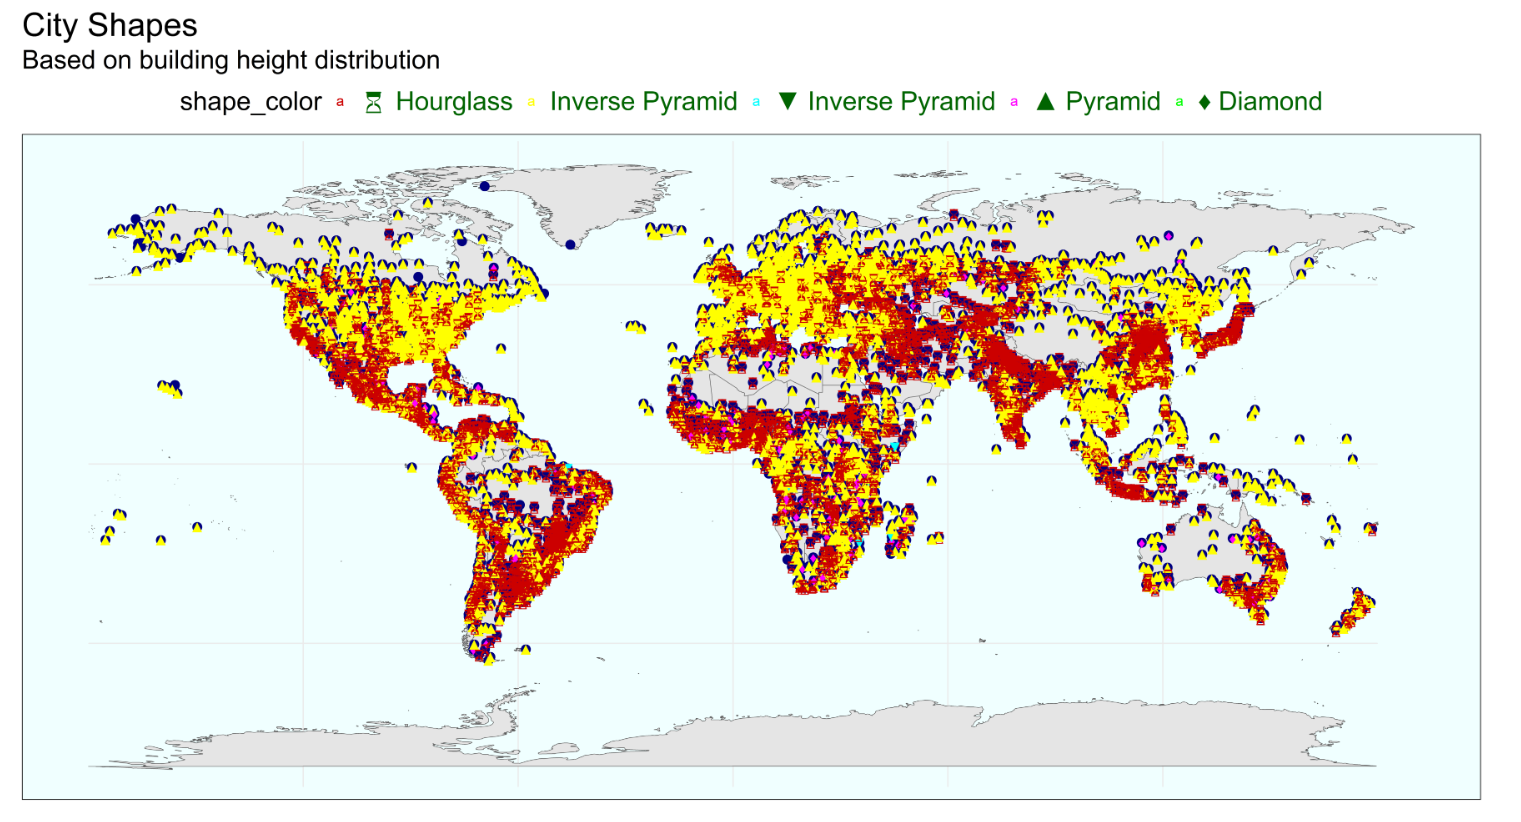 City Shapes
Based on building height distribution
shape_color a ⌛ Hourglass a Inverse Pyramid a ▼ Inverse Pyramid a ▲ Pyramid a ♦ Diamond